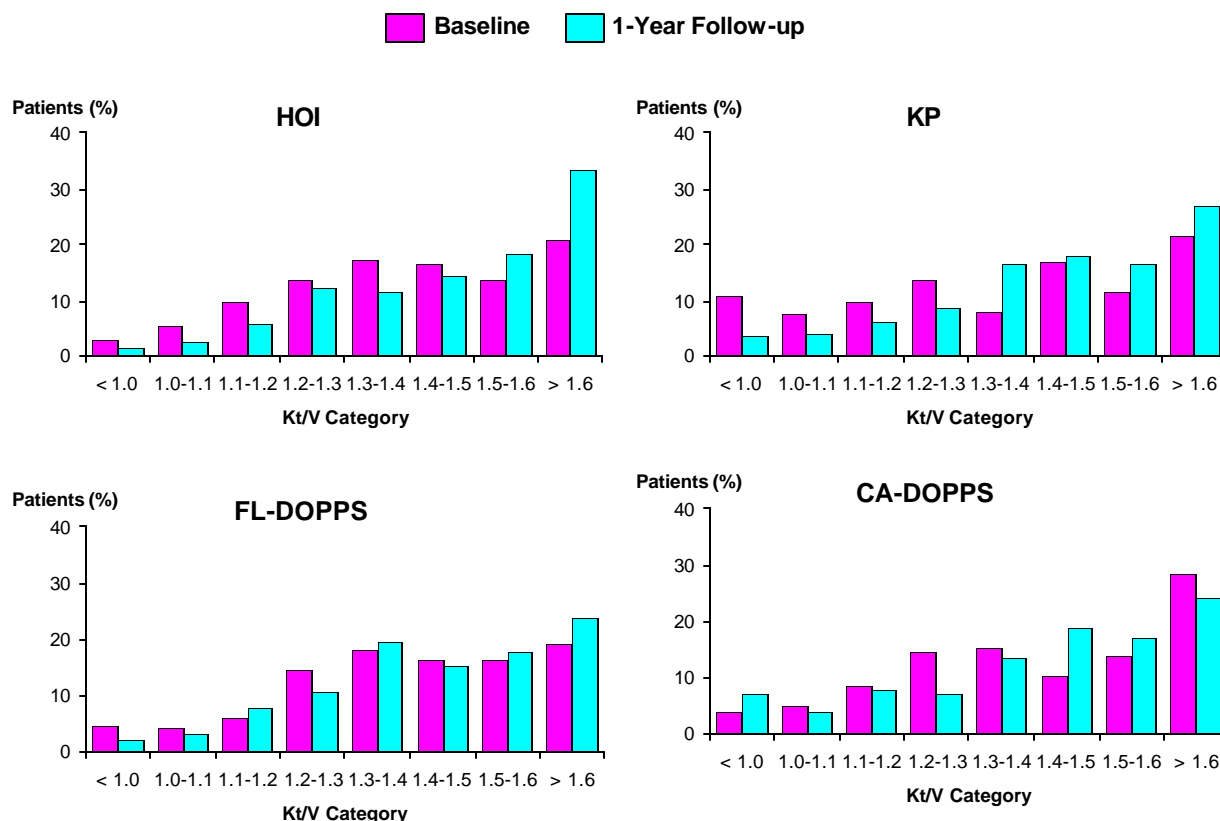 Baseline 1-Year Follow-up
Patients (%)
HOI
40
30
20
10
0
< 1.0 1.0-1.1 1.1-1.2 1.2-1.3 1.3-1.4 1.4-1.5 1.5-1.6 > 1.6
Kt/V Category
Patients (%)
KP
40
30
20
10
0
< 1.0 1.0-1.1 1.1-1.2 1.2-1.3 1.3-1.4 1.4-1.5 1.5-1.6 > 1.6
Kt/V Category
Patients (%)
FL-DOPPS
40
30
20
10
0
< 1.0 1.0-1.1 1.1-1.2 1.2-1.3 1.3-1.4 1.4-1.5 1.5-1.6 > 1.6
Kt/V Category
Patients (%)
CA-DOPPS
40
30
20
10
0
< 1.0 1.0-1.1 1.1-1.2 1.2-1.3 1.3-1.4 1.4-1.5 1.5-1.6 > 1.6
Kt/V Category